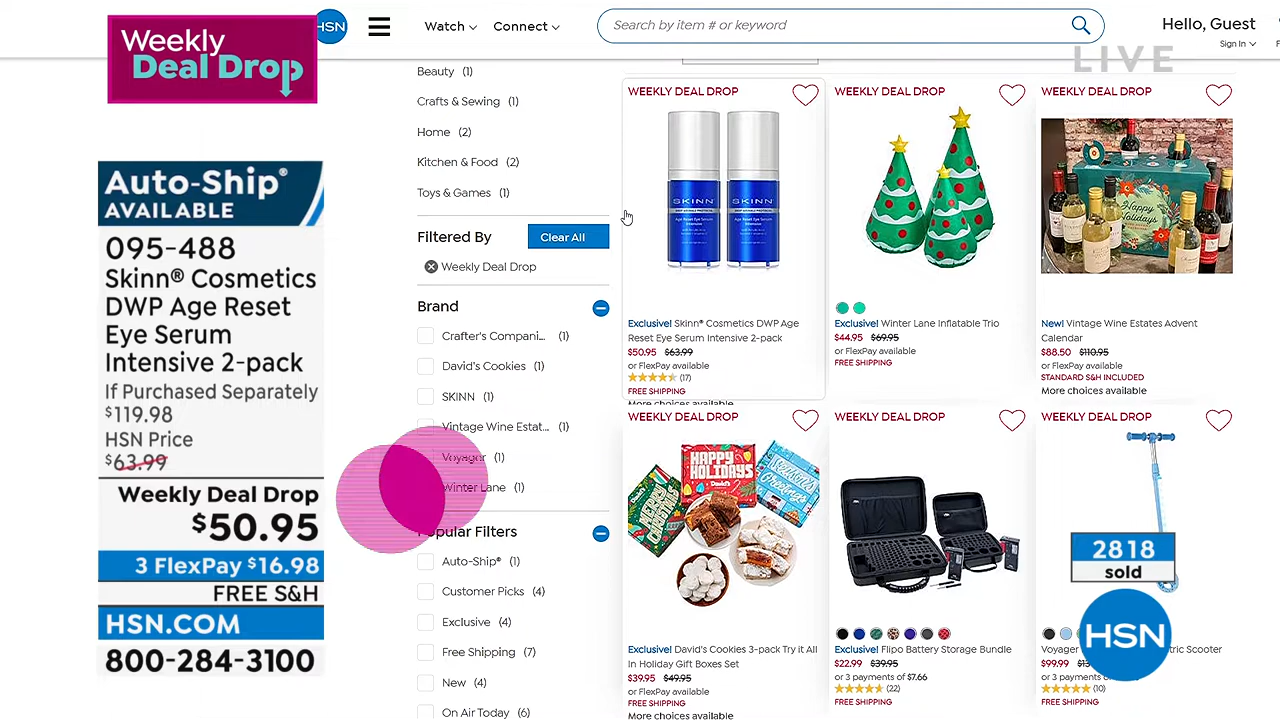 Weekly
Deal Drop
HSN
Watch
Connect
Search by item # or keyword
Hello, Guest
Sign In
LIVE
Auto-Ship®
AVAILABLE
095-488
Skinn® Cosmetics
DWP Age Reset
Eye Serum
Intensive 2-pack
If Purchased Separately
$119.98
HSN Price
$63.99
Weekly Deal Drop
$50.95
3 FlexPay $16.98
FREE S&H
HSN.COM
800-284-3100
Beauty (1)
Crafts & Sewing (1)
Home (2)
Kitchen & Food (2)
Toys & Games (1)
Filtered By
Clear All
Weekly Deal Drop
Brand
Crafter's Compani... (1)
David's Cookies (1)
SKINN (1)
Vintage Wine Estat... (1)
Voyager (1)
Winter Lane (1)
Popular Filters
Auto-Ship® (1)
Customer Picks (4)
Exclusive (4)
Free Shipping (7)
New (4)
On Air Today (6)
WEEKLY DEAL DROP
SKINN
SKINN
Exclusive! Skinn® Cosmetics DWP Age
Reset Eye Serum Intensive 2-pack
$50.95 $63.99
or FlexPay available
(17)
FREE SHIPPING
More choices available
WEEKLY DEAL DROP
Exclusive! Winter Lane Inflatable Trio
$44.95 $69.95
or FlexPay available
FREE SHIPPING
WEEKLY DEAL DROP
Happy
Holidays
New! Vintage Wine Estates Advent
Calendar
$88.50 $110.95
or FlexPay available
STANDARD S&H INCLUDED
More choices available
WEEKLY DEAL DROP
HAPPY
HOLIDAYS
Exclusive! David's Cookies 3-pack Try it All
in Holiday Gift Boxes Set
$39.95 $49.95
or FlexPay available
FREE SHIPPING
More choices available
WEEKLY DEAL DROP
Exclusive! Flipo Battery Storage Bundle
$22.99 $39.95
or 3 payments of $7.66
(22)
FREE SHIPPING
WEEKLY DEAL DROP
2818
sold
HSN
Voyager
Scooter
$99.99
or 3 payments
(10)
FREE SHIPPING